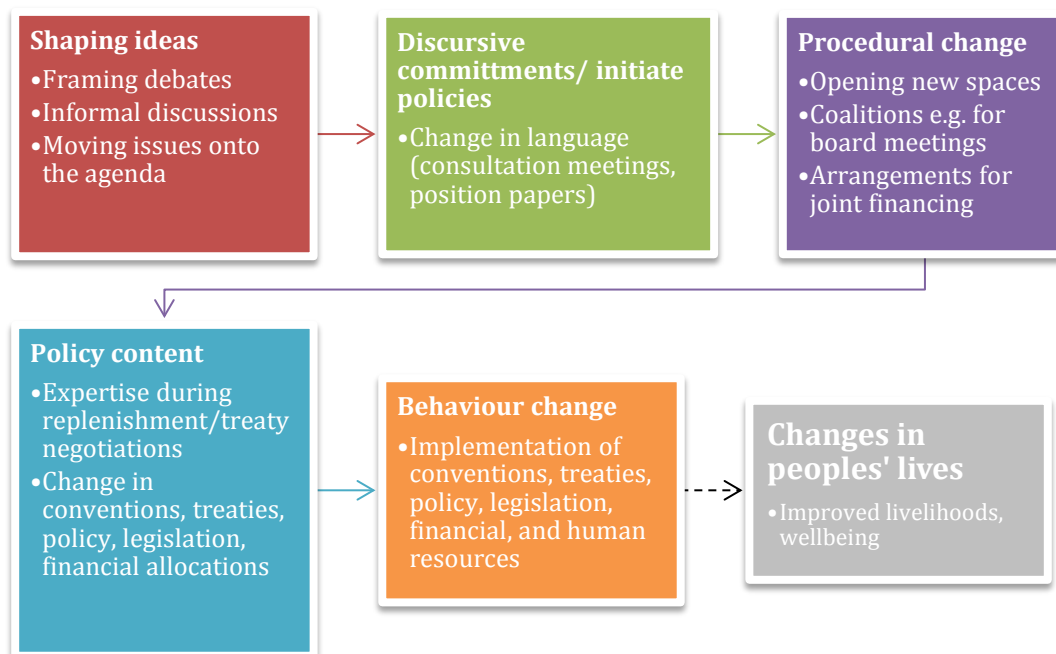 Shaping ideas
•Framing debates
•Informal discussions
•Moving issues onto
the agenda
Discursive
committments/ initiate
policies
•Change in language
(consultation meetings,
position papers)
Procedural change
•Opening new spaces
•Coalitions e.g. for
board meetings
•Arrangements for
joint financing
Policy content
•Expertise during
replenishment/treaty
negotiations
•Change in
conventions, treaties,
policy, legislation,
financial allocations
Behaviour change
•Implementation of
conventions, treaties,
policy, legislation,
financial, and human
resources
Changes in
peoples' lives
•Improved livelihoods,
wellbeing